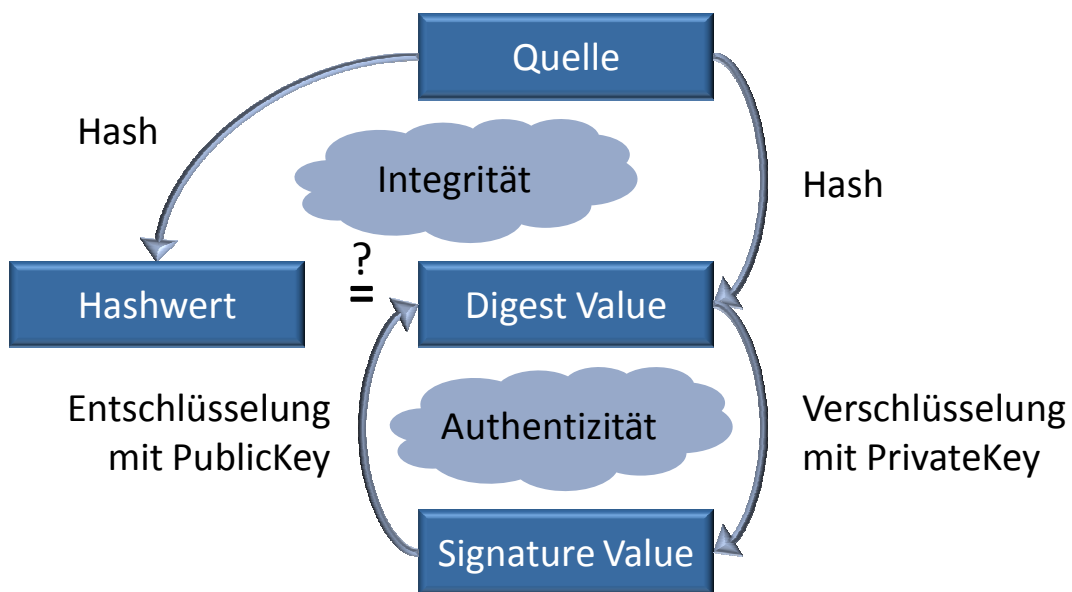 Quelle
Hash
Integrität
Hash
?
=
Hashwert
Digest Value
Entschlüsselung
mit PublicKey
Authentizität
Verschlüsselung
mit PrivateKey
Signature Value